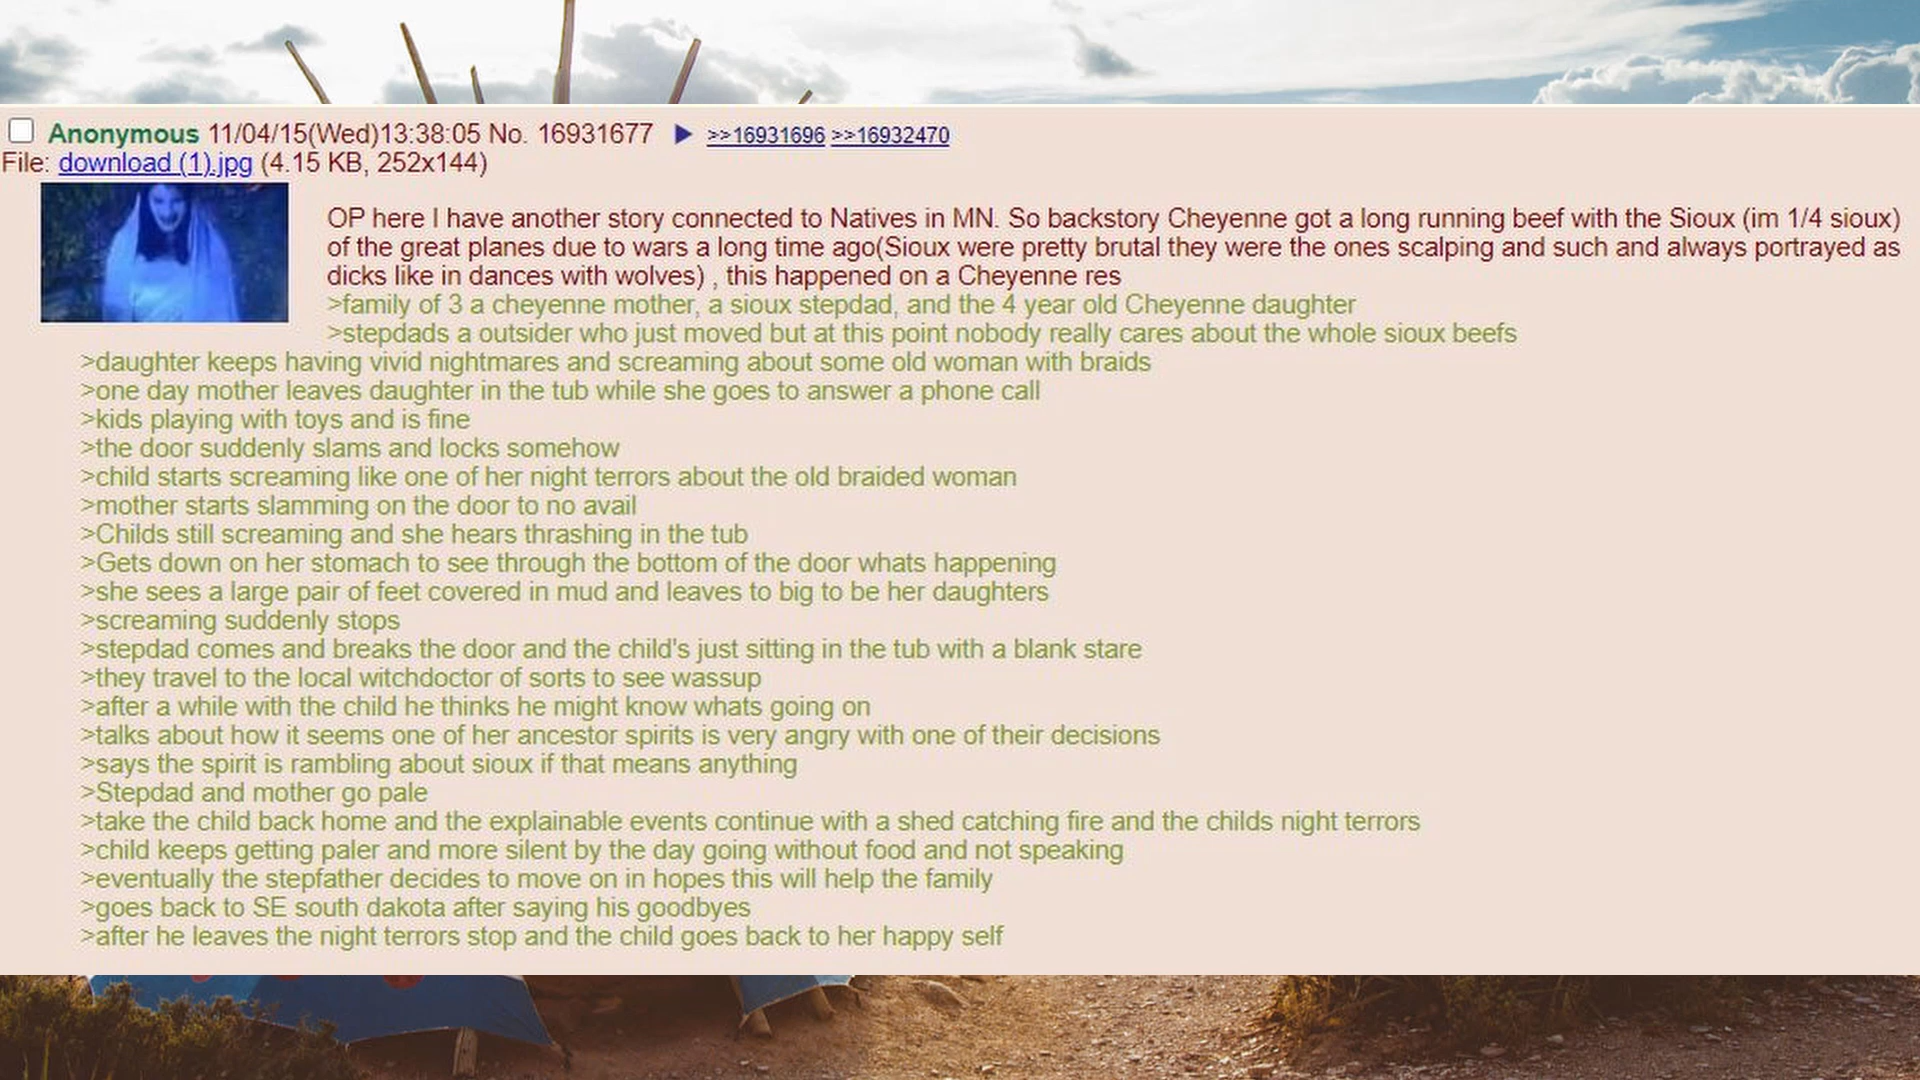 Anonymous 11/04/15(Wed)13:38:05 No. 16931677 ▶ >>16931696 >>16932470
File: download (1).jpg (4.15 KB, 252x144)
OP here I have another story connected to Natives in MN. So backstory Cheyenne got a long running beef with the Sioux (im 1/4 sioux)
of the great planes due to wars a long time ago(Sioux were pretty brutal they were the ones scalping and such and always portrayed as
dicks like in dances with wolves) , this happened on a Cheyenne res
>family of 3 a cheyenne mother, a sioux stepdad, and the 4 year old Cheyenne daughter
>stepdads a outsider who just moved but at this point nobody really cares about the whole sioux beefs
>daughter keeps having vivid nightmares and screaming about some old woman with braids
>one day mother leaves daughter in the tub while she goes to answer a phone call
>kids playing with toys and is fine
>the door suddenly slams and locks somehow
>child starts screaming like one of her night terrors about the old braided woman
>mother starts slamming on the door to no avail
>Childs still screaming and she hears thrashing in the tub
>Gets down on her stomach to see through the bottom of the door whats happening
>she sees a large pair of feet covered in mud and leaves to big to be her daughters
>screaming suddenly stops
>stepdad comes and breaks the door and the child's just sitting in the tub with a blank stare
>they travel to the local witchdoctor of sorts to see wassup
>after a while with the child he thinks he might know whats going on
>talks about how it seems one of her ancestor spirits is very angry with one of their decisions
>says the spirit is rambling about sioux if that means anything
>Stepdad and mother go pale
>take the child back home and the explainable events continue with a shed catching fire and the childs night terrors
>child keeps getting paler and more silent by the day going without food and not speaking
>eventually the stepfather decides to move on in hopes this will help the family
>goes back to SE south dakota after saying his goodbyes
>after he leaves the night terrors stop and the child goes back to her happy self